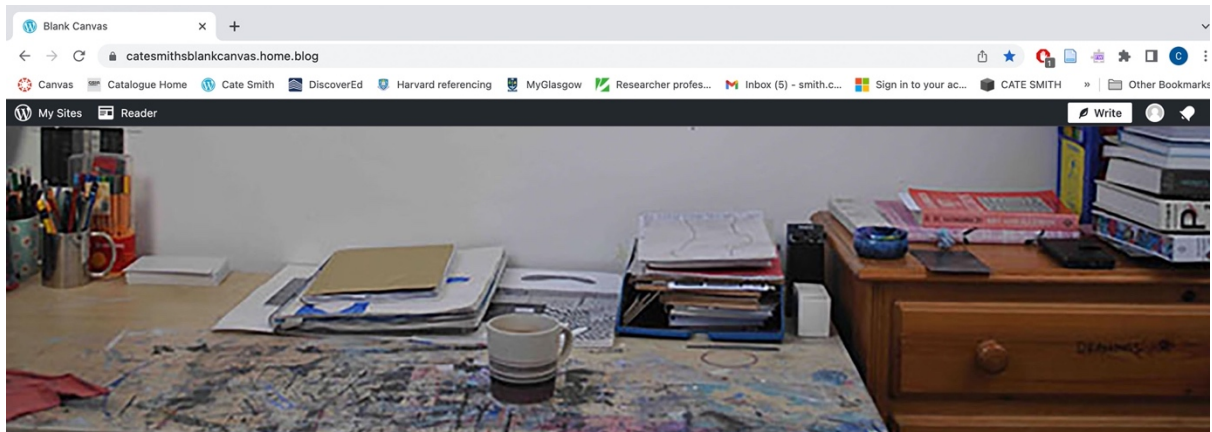 Blank Canvas
catesmithsblankcanvas.home.blog
Canvas Catalogue Home Cate Smith DiscoverEd Harvard referencing MyGlasgow Researcher profes... Inbox (5) - smith.c... Sign in to your ac... CATE SMITH » Other Bookmarks
My Sites Reader Write
DRAWINGS